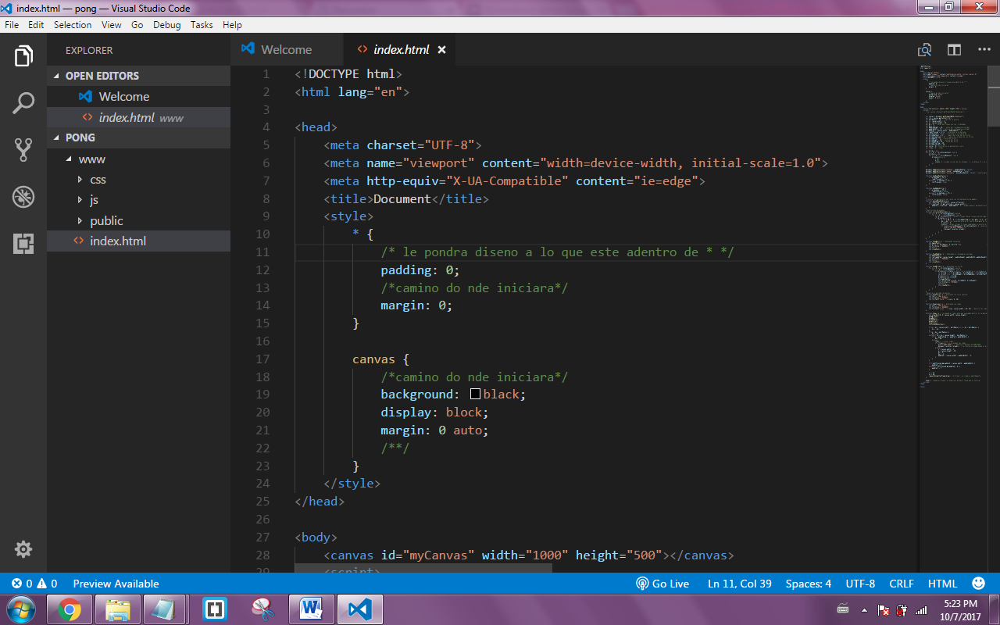 index.html — pong — Visual Studio Code
File Edit Selection View Go Debug Tasks Help
EXPLORER
OPEN EDITORS
Welcome
index.html www
PONG
www
css
js
public
index.html
Welcome
index.html
1 <!DOCTYPE html>
2 <html lang="en">
3
4 <head>
5 <meta charset="UTF-8">
6 <meta name="viewport" content="width=device-width, initial-scale=1.0">
7 <meta http-equiv="X-UA-Compatible" content="ie=edge">
8 <title>Document</title>
9 <style>
10 * {
11 /* le pondra diseno a lo que este adentro de * */
12 padding: 0;
13 /*camino do nde iniciara*/
14 margin: 0;
15 }
16
17 canvas {
18 /*camino do nde iniciara*/
19 background: black;
20 display: block;
21 margin: 0 auto;
22 /**/
23 }
24 </style>
25 </head>
26
27 <body>
28 <canvas id="myCanvas" width="1000" height="500"></canvas>
29 <script>
0 0 Preview Available
Go Live Ln 11, Col 39 Spaces: 4 UTF-8 CRLF HTML
5:23 PM
10/7/2017